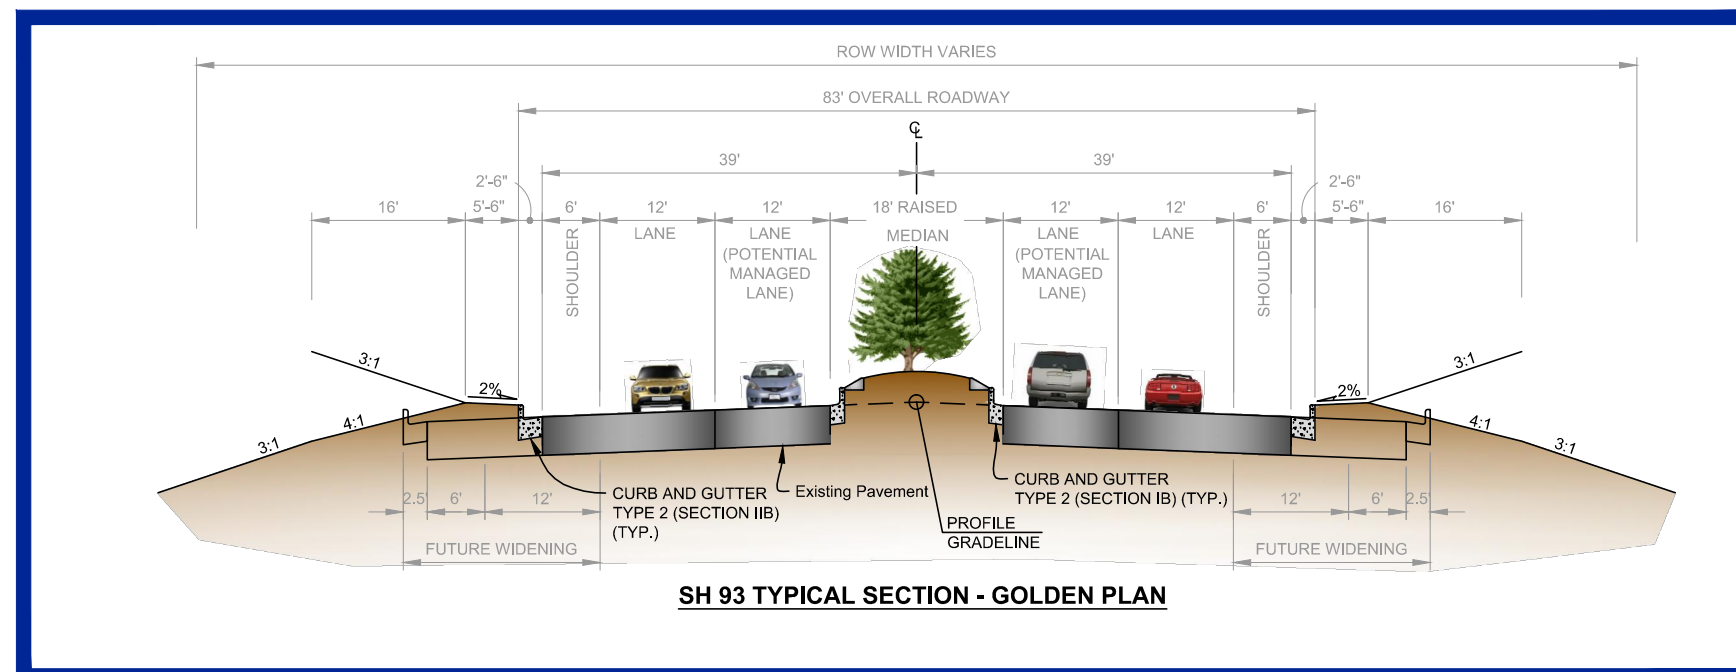 ROW WIDTH VARIES
83' OVERALL ROADWAY
℄
39'
39'
2'-6"
2'-6"
16'
5'-6"
6'
12'
12'
18' RAISED
12'
12'
6'
5'-6"
16'
SHOULDER
LANE
LANE
(POTENTIAL
MANAGED
LANE)
MEDIAN
LANE
(POTENTIAL
MANAGED
LANE)
LANE
SHOULDER
3:1
2%
4:1
3:1
3:1
2%
4:1
3:1
2.5'
6'
12'
CURB AND GUTTER
TYPE 2 (SECTION IIB)
(TYP.)
Existing Pavement
CURB AND GUTTER
TYPE 2 (SECTION IB) (TYP.)
12'
6'
2.5'
PROFILE
GRADELINE
FUTURE WIDENING
FUTURE WIDENING
SH 93 TYPICAL SECTION - GOLDEN PLAN